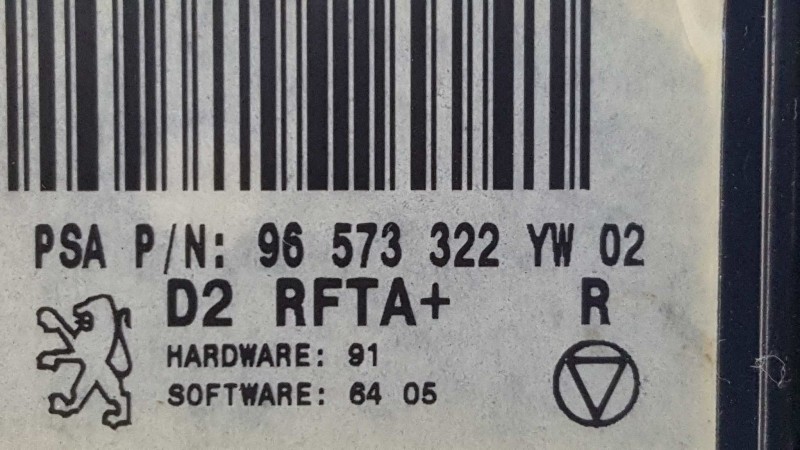 PSA P/N: 96 573 322 YW 02
D2 RFTA+ R
HARDWARE: 91
SOFTWARE: 64 05